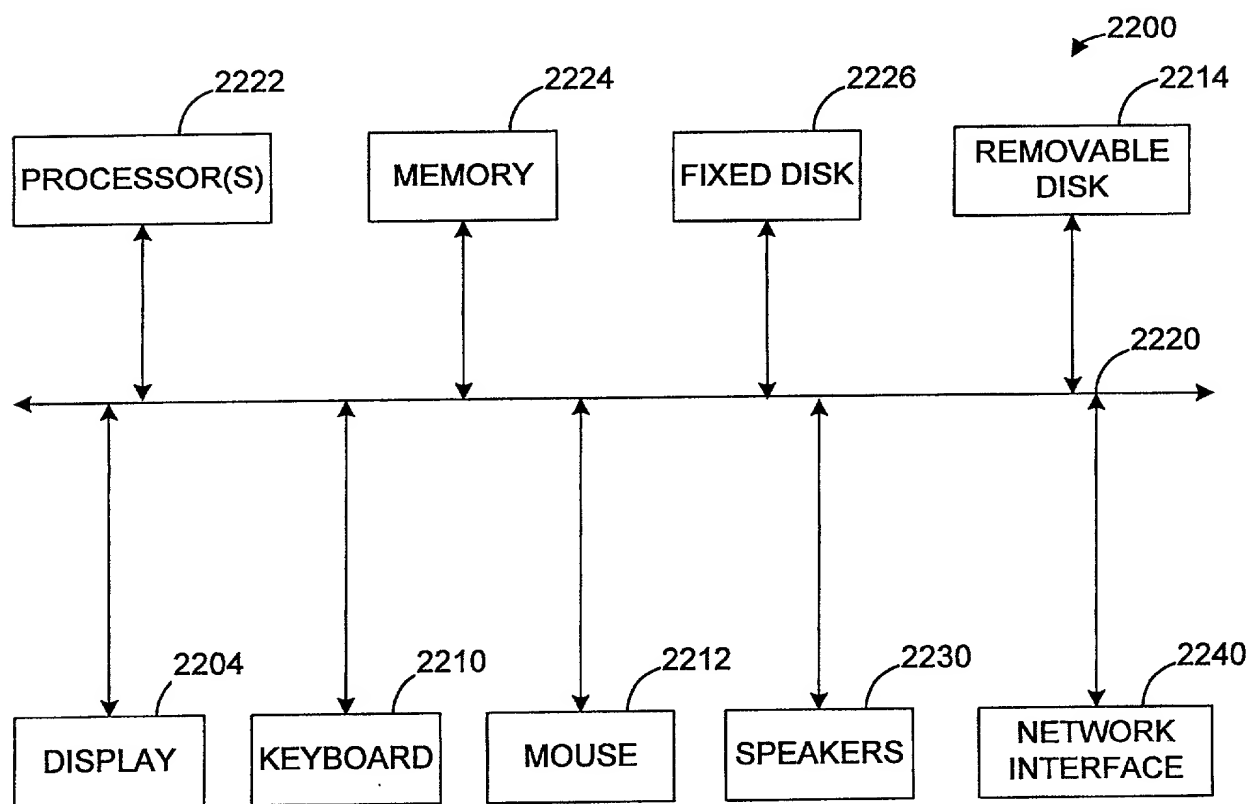 2200
2222
2224
2226
2214
PROCESSOR(S)
MEMORY
FIXED DISK
REMOVABLE
DISK
2220
2204
2210
2212
2230
2240
DISPLAY
KEYBOARD
MOUSE
SPEAKERS
NETWORK
INTERFACE